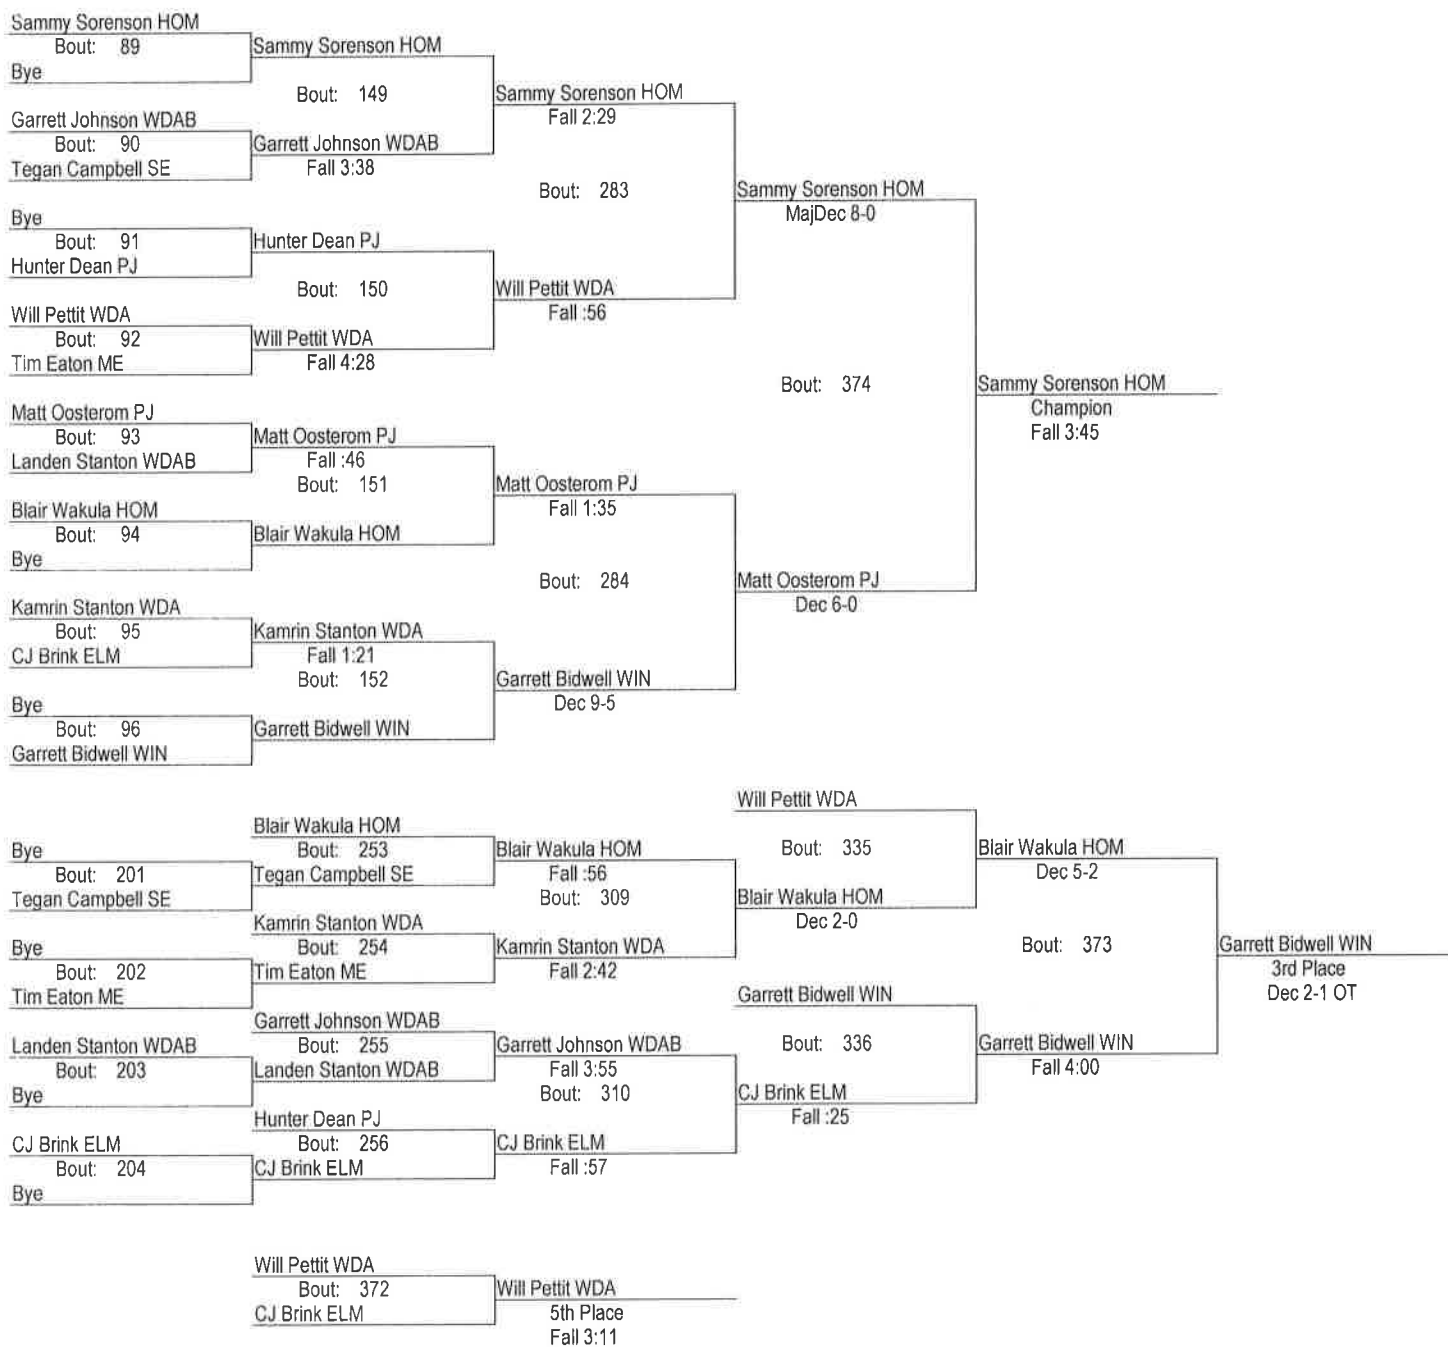 Sammy Sorenson HOM
Bout: 89
Bye
Garrett Johnson WDAB
Bout: 90
Tegan Campbell SE
Bye
Bout: 91
Hunter Dean PJ
Will Pettit WDA
Bout: 92
Tim Eaton ME
Matt Oosterom PJ
Bout: 93
Landen Stanton WDAB
Blair Wakula HOM
Bout: 94
Bye
Kamrin Stanton WDA
Bout: 95
CJ Brink ELM
Bye
Bout: 96
Garrett Bidwell WIN
Sammy Sorenson HOM
Bout: 149
Garrett Johnson WDAB
Fall 3:38
Hunter Dean PJ
Bout: 150
Will Pettit WDA
Fall 4:28
Matt Oosterom PJ
Fall :46
Bout: 151
Blair Wakula HOM
Kamrin Stanton WDA
Fall 1:21
Bout: 152
Garrett Bidwell WIN
Sammy Sorenson HOM
Fall 2:29
Bout: 283
Will Pettit WDA
Fall :56
Matt Oosterom PJ
Fall 1:35
Bout: 284
Garrett Bidwell WIN
Dec 9-5
Sammy Sorenson HOM
MajDec 8-0
Bout: 374
Matt Oosterom PJ
Dec 6-0
Sammy Sorenson HOM
Champion
Fall 3:45
Bye
Bout: 201
Tegan Campbell SE
Bye
Bout: 202
Tim Eaton ME
Landen Stanton WDAB
Bout: 203
Bye
CJ Brink ELM
Bout: 204
Bye
Blair Wakula HOM
Bout: 253
Tegan Campbell SE
Kamrin Stanton WDA
Bout: 254
Tim Eaton ME
Garrett Johnson WDAB
Bout: 255
Landen Stanton WDAB
Hunter Dean PJ
Bout: 256
CJ Brink ELM
Blair Wakula HOM
Fall :56
Bout: 309
Kamrin Stanton WDA
Fall 2:42
Garrett Johnson WDAB
Fall 3:55
Bout: 310
CJ Brink ELM
Fall :57
Will Pettit WDA
Bout: 335
Blair Wakula HOM
Dec 2-0
Garrett Bidwell WIN
Bout: 336
CJ Brink ELM
Fall :25
Blair Wakula HOM
Dec 5-2
Bout: 373
Garrett Bidwell WIN
Fall 4:00
Garrett Bidwell WIN
3rd Place
Dec 2-1 OT
Will Pettit WDA
Bout: 372
CJ Brink ELM
Will Pettit WDA
5th Place
Fall 3:11